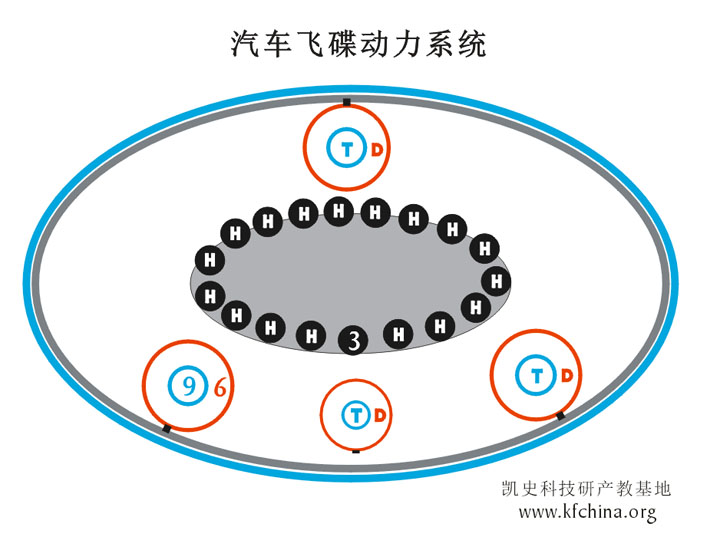 汽车飞碟动力系统
T D
H H H H H H H H
H H
H H
H H H 3 H H
9 6
T D
T D
凯史科技研产教基地
www.kfchina.org